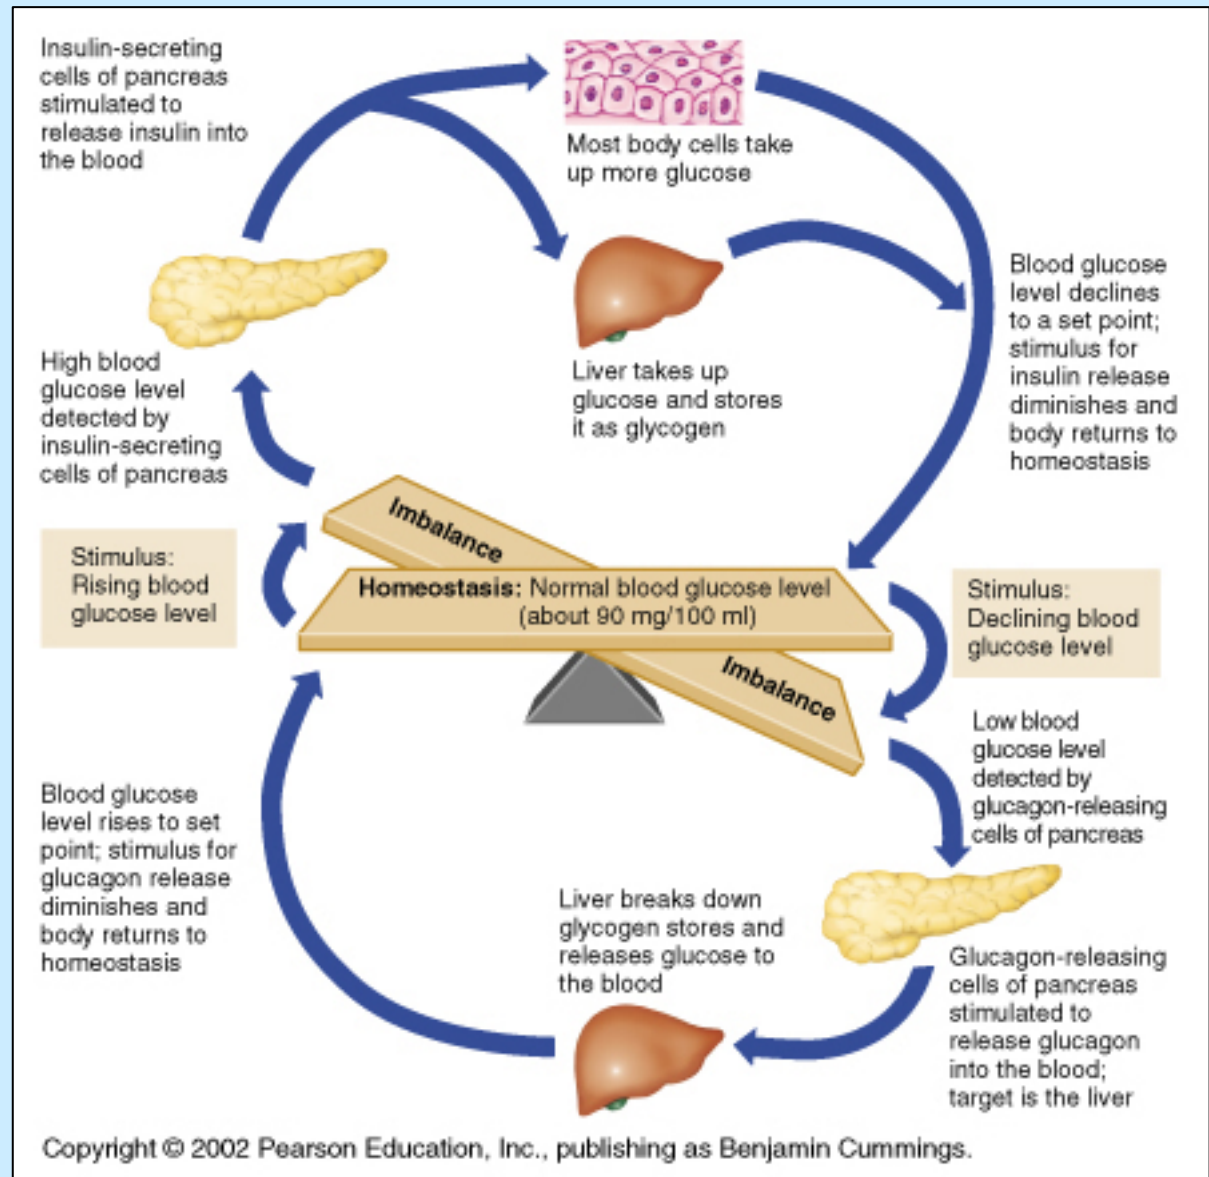 Insulin-secreting
cells of pancreas
stimulated to
release insulin into
the blood
Most body cells take
up more glucose
High blood
glucose level
detected by
insulin-secreting
cells of pancreas
Liver takes up
glucose and stores
it as glycogen
Blood glucose
level declines
to a set point;
stimulus for
insulin release
diminishes and
body returns to
homeostasis
Stimulus:
Rising blood
glucose level
Imbalance
Homeostasis: Normal blood glucose level
(about 90 mg/100 ml)
Imbalance
Stimulus:
Declining blood
glucose level
Low blood
glucose level
detected by
glucagon-releasing
cells of pancreas
Glucagon-releasing
cells of pancreas
stimulated to
release glucagon
into the blood;
target is the liver
Liver breaks down
glycogen stores and
releases glucose to
the blood
Blood glucose
level rises to set
point; stimulus for
glucagon release
diminishes and
body returns to
homeostasis
Copyright © 2002 Pearson Education, Inc., publishing as Benjamin Cummings.